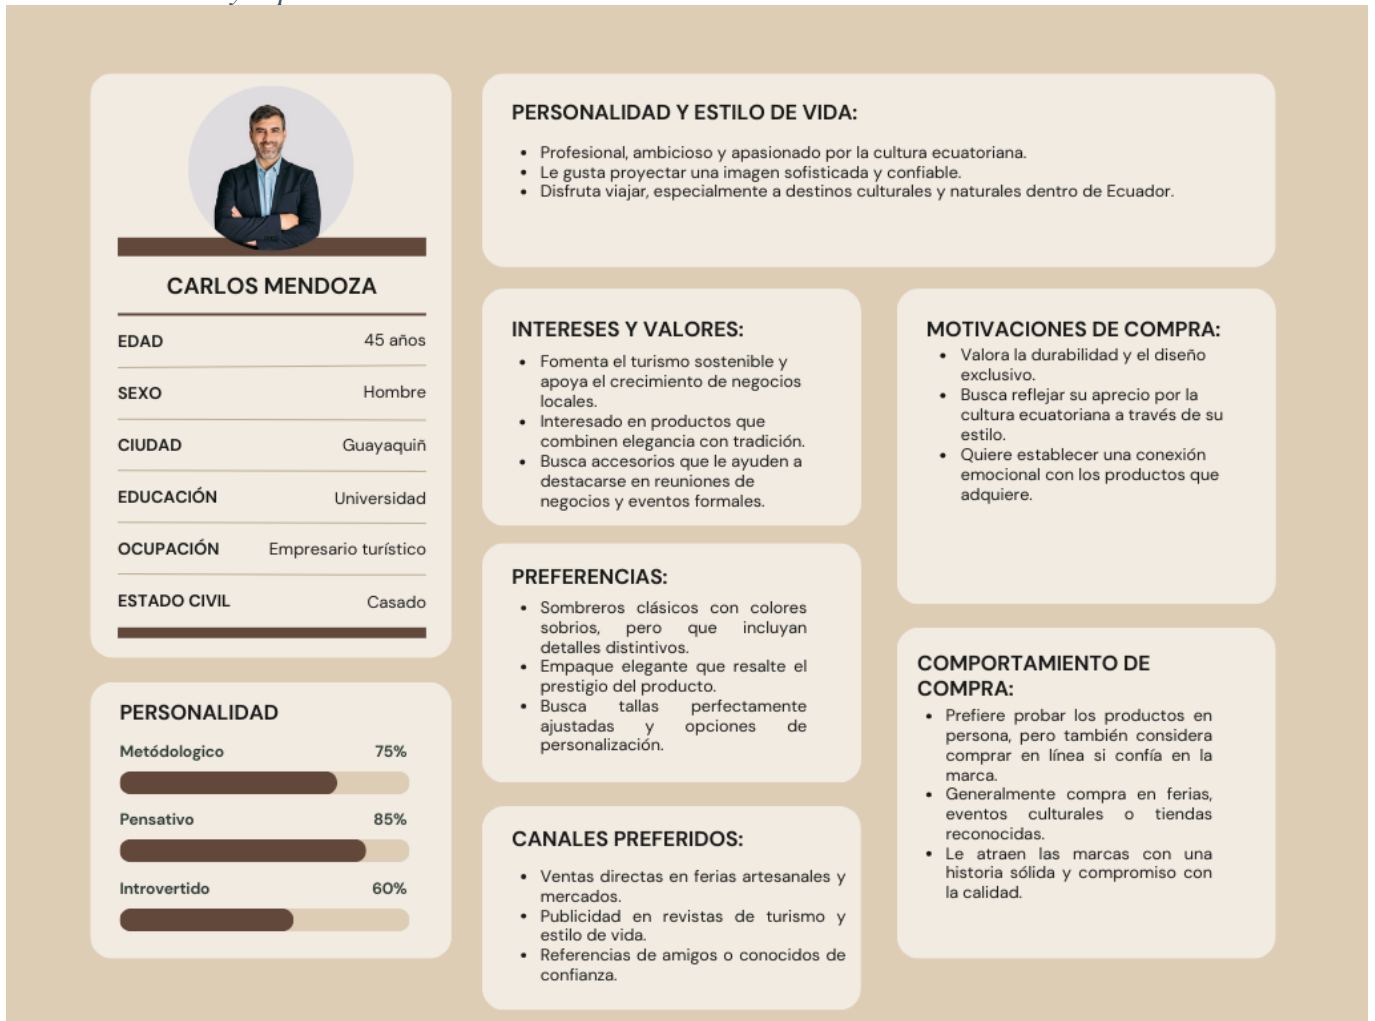 CARLOS MENDOZA
EDAD 45 años
SEXO Hombre
CIUDAD Guayaquiñ
EDUCACIÓN Universidad
OCUPACIÓN Empresario turístico
ESTADO CIVIL Casado
PERSONALIDAD
Metódologico 75%
Pensativo 85%
Introvertido 60%
PERSONALIDAD Y ESTILO DE VIDA:
• Profesional, ambicioso y apasionado por la cultura ecuatoriana.
• Le gusta proyectar una imagen sofisticada y confiable.
• Disfruta viajar, especialmente a destinos culturales y naturales dentro de Ecuador.
INTERESES Y VALORES:
• Fomenta el turismo sostenible y
apoya el crecimiento de negocios
locales.
• Interesado en productos que
combinen elegancia con tradición.
• Busca accesorios que le ayuden a
destacarse en reuniones de
negocios y eventos formales.
PREFERENCIAS:
• Sombreros clásicos con colores
sobrios, pero que incluyan
detalles distintivos.
• Empaque elegante que resalte el
prestigio del producto.
• Busca tallas perfectamente
ajustadas y opciones de
personalización.
CANALES PREFERIDOS:
• Ventas directas en ferias artesanales y
mercados.
• Publicidad en revistas de turismo y
estilo de vida.
• Referencias de amigos o conocidos de
confianza.
MOTIVACIONES DE COMPRA:
• Valora la durabilidad y el diseño
exclusivo.
• Busca reflejar su aprecio por la
cultura ecuatoriana a través de su
estilo.
• Quiere establecer una conexión
emocional con los productos que
adquiere.
COMPORTAMIENTO DE
COMPRA:
• Prefiere probar los productos en
persona, pero también considera
comprar en línea si confía en la
marca.
• Generalmente compra en ferias,
eventos culturales o tiendas
reconocidas.
• Le atraen las marcas con una
historia sólida y compromiso con
la calidad.